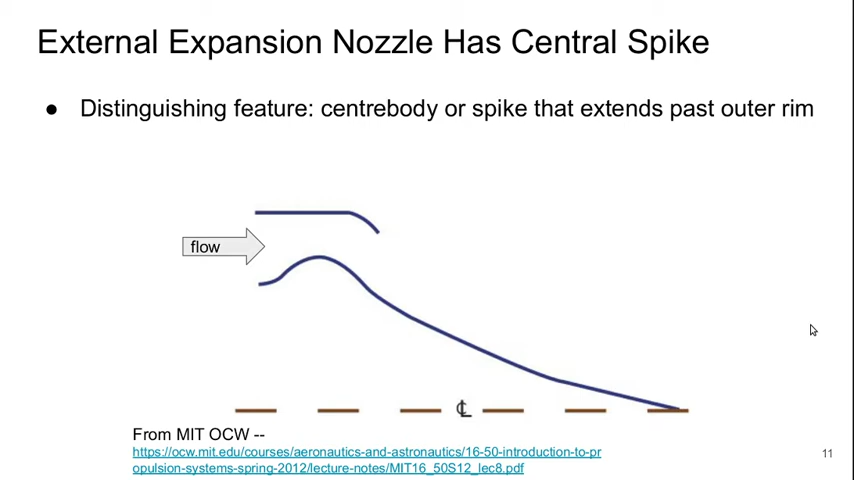 External Expansion Nozzle Has Central Spike
● Distinguishing feature: centrebody or spike that extends past outer rim
flow
℄
From MIT OCW --
https://ocw.mit.edu/courses/aeronautics-and-astronautics/16-50-introduction-to-pr
opulsion-systems-spring-2012/lecture-notes/MIT16_50S12_lec8.pdf
11